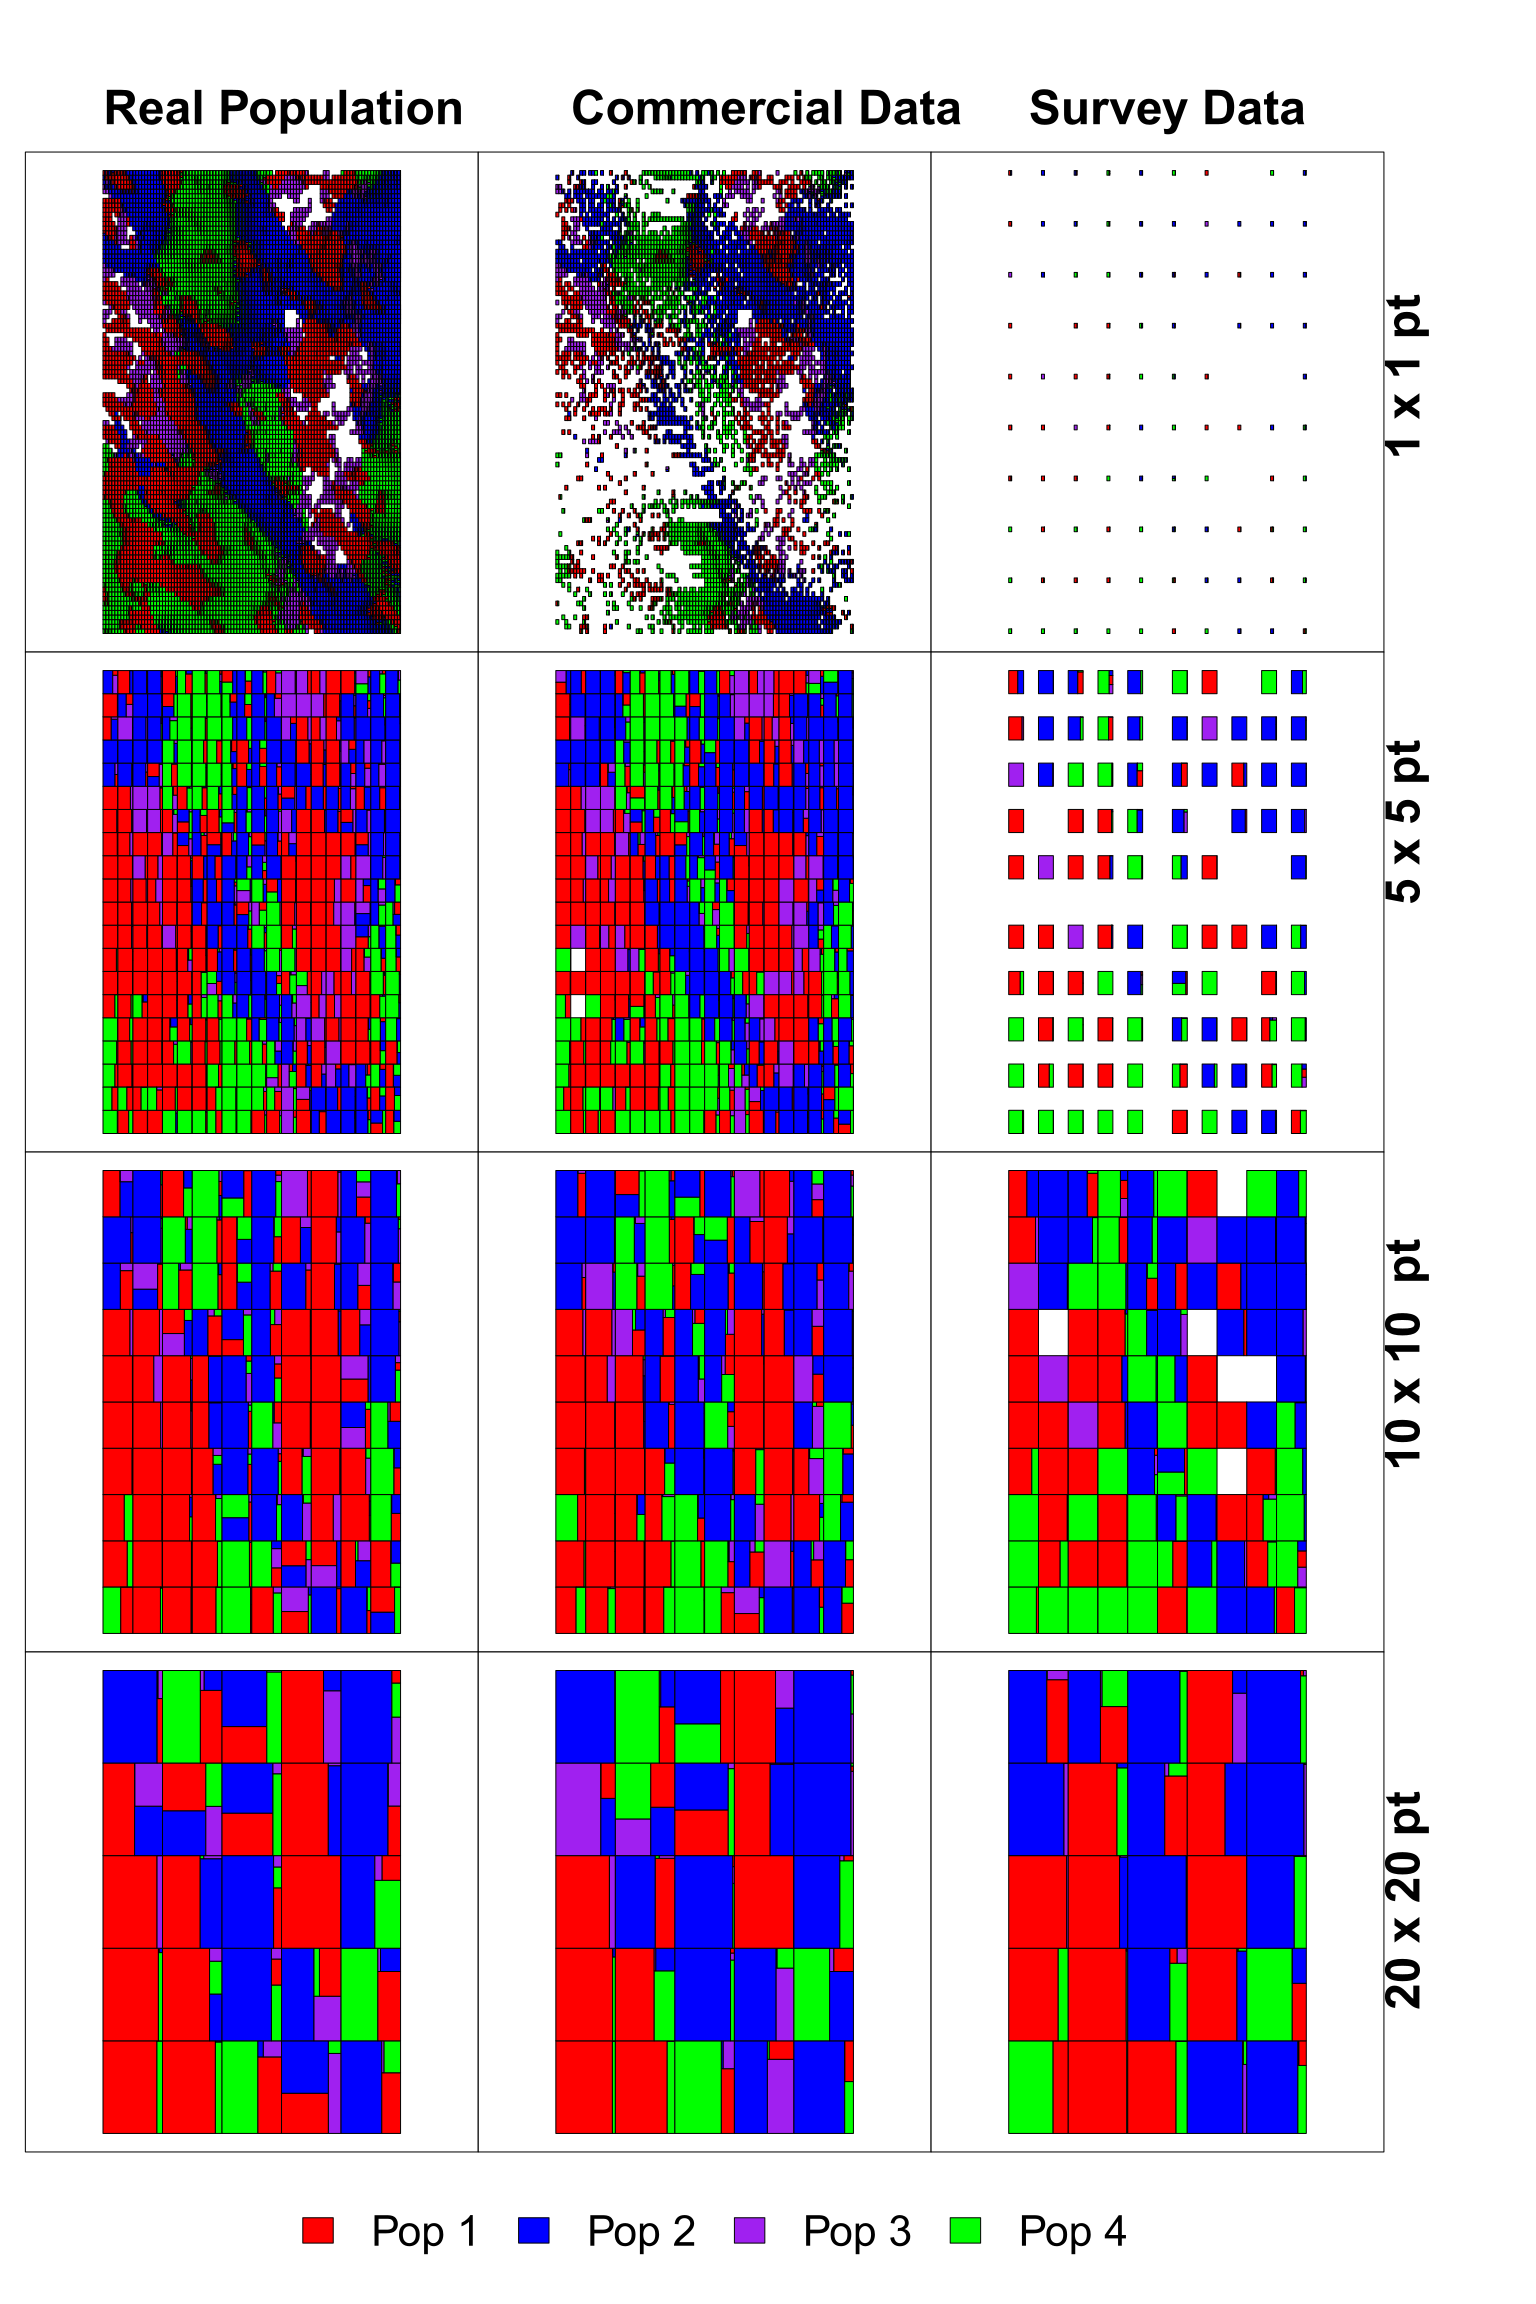 Real Population
Commercial Data
Survey Data
1 x 1 pt
5 x 5 pt
10 x 10  pt
20 x 20 pt
Pop 1
Pop 2
Pop 3
Pop 4